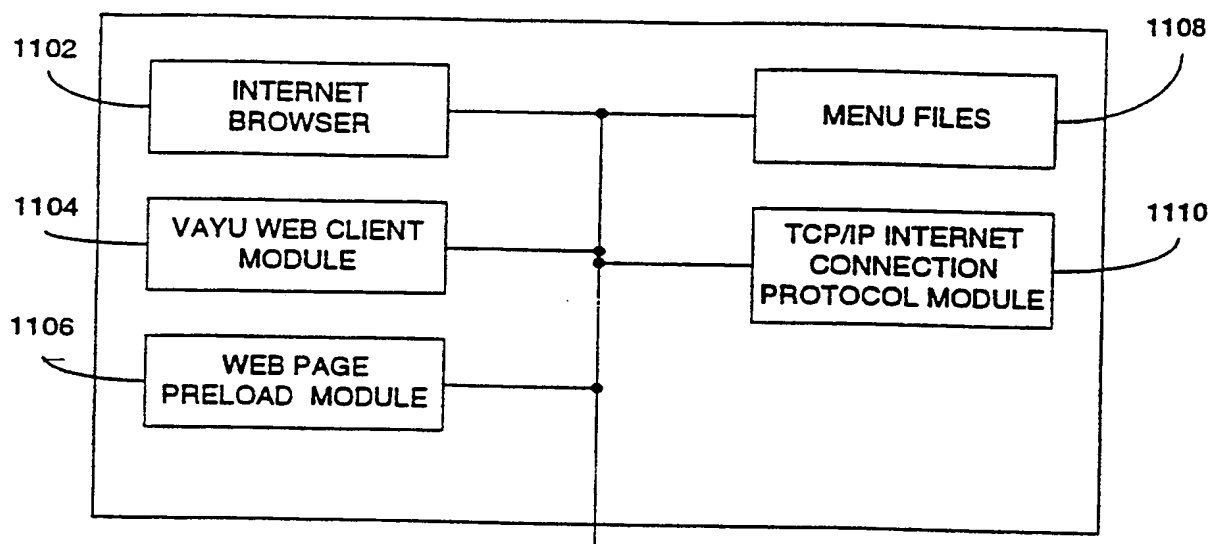 1102
INTERNET
BROWSER
1108
MENU FILES
1104
VAYU WEB CLIENT
MODULE
1110
TCP/IP INTERNET
CONNECTION
PROTOCOL MODULE
1106
WEB PAGE
PRELOAD MODULE